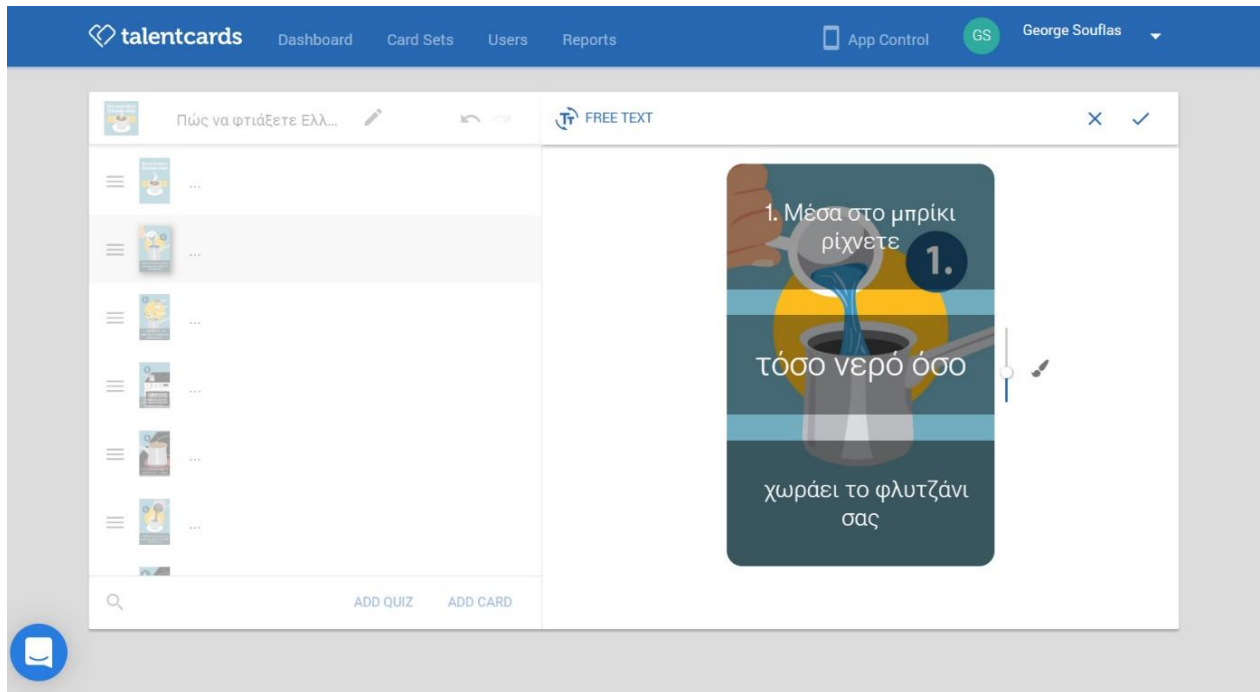 talentcards
Dashboard Card Sets Users Reports
App Control
GS
George Souflas
Πώς να φτιάξετε Ελλ...
FREE TEXT
...
...
...
...
...
...
1. Μέσα στο μπρίκι
ρίχνετε
1.
τόσο νερό όσο
χωράει το φλυτζάνι
σας
ADD QUIZ ADD CARD